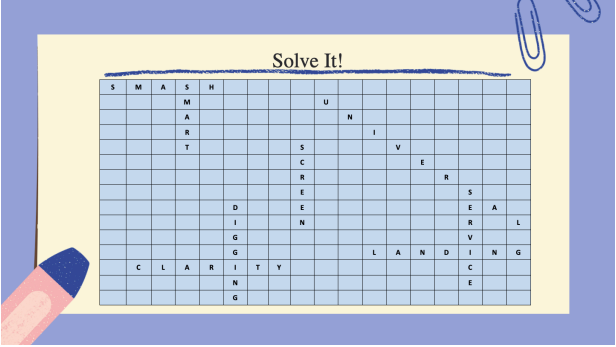 Solve It!
S M A S H
M U
A N
R I
T S V
C E
R R
E S
D E E A
I N R L
G V
G L A N D I N G
C L A R I T Y C
N E
G